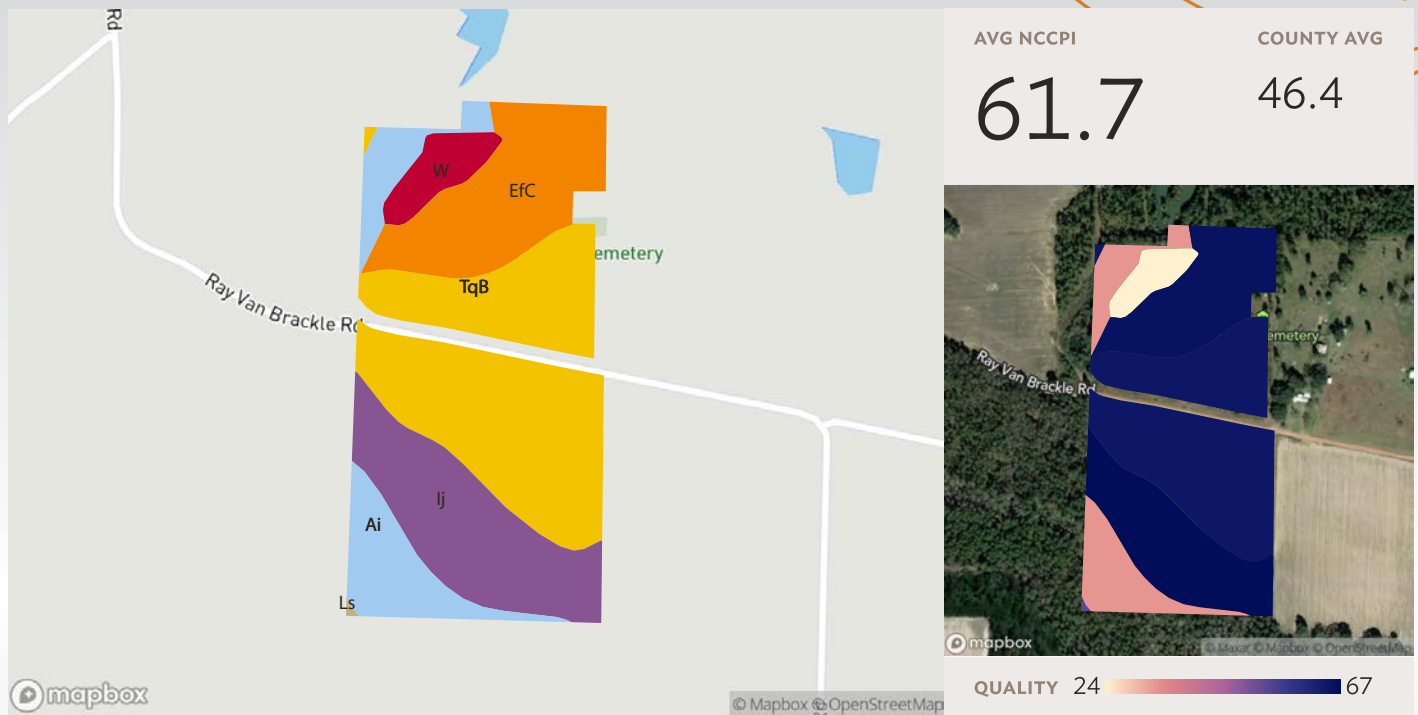 Rd
AVG NCCPI
COUNTY AVG
61.7
46.4
W
EfC
emetery
TqB
Ray Van Brackle Rd
Ij
Ai
Ls
mapbox
© Mapbox © OpenStreetMap
Ray Van Brackle Rd
emetery
mapbox
© Maxar © Mapbox © OpenStreetMap
QUALITY 24 67